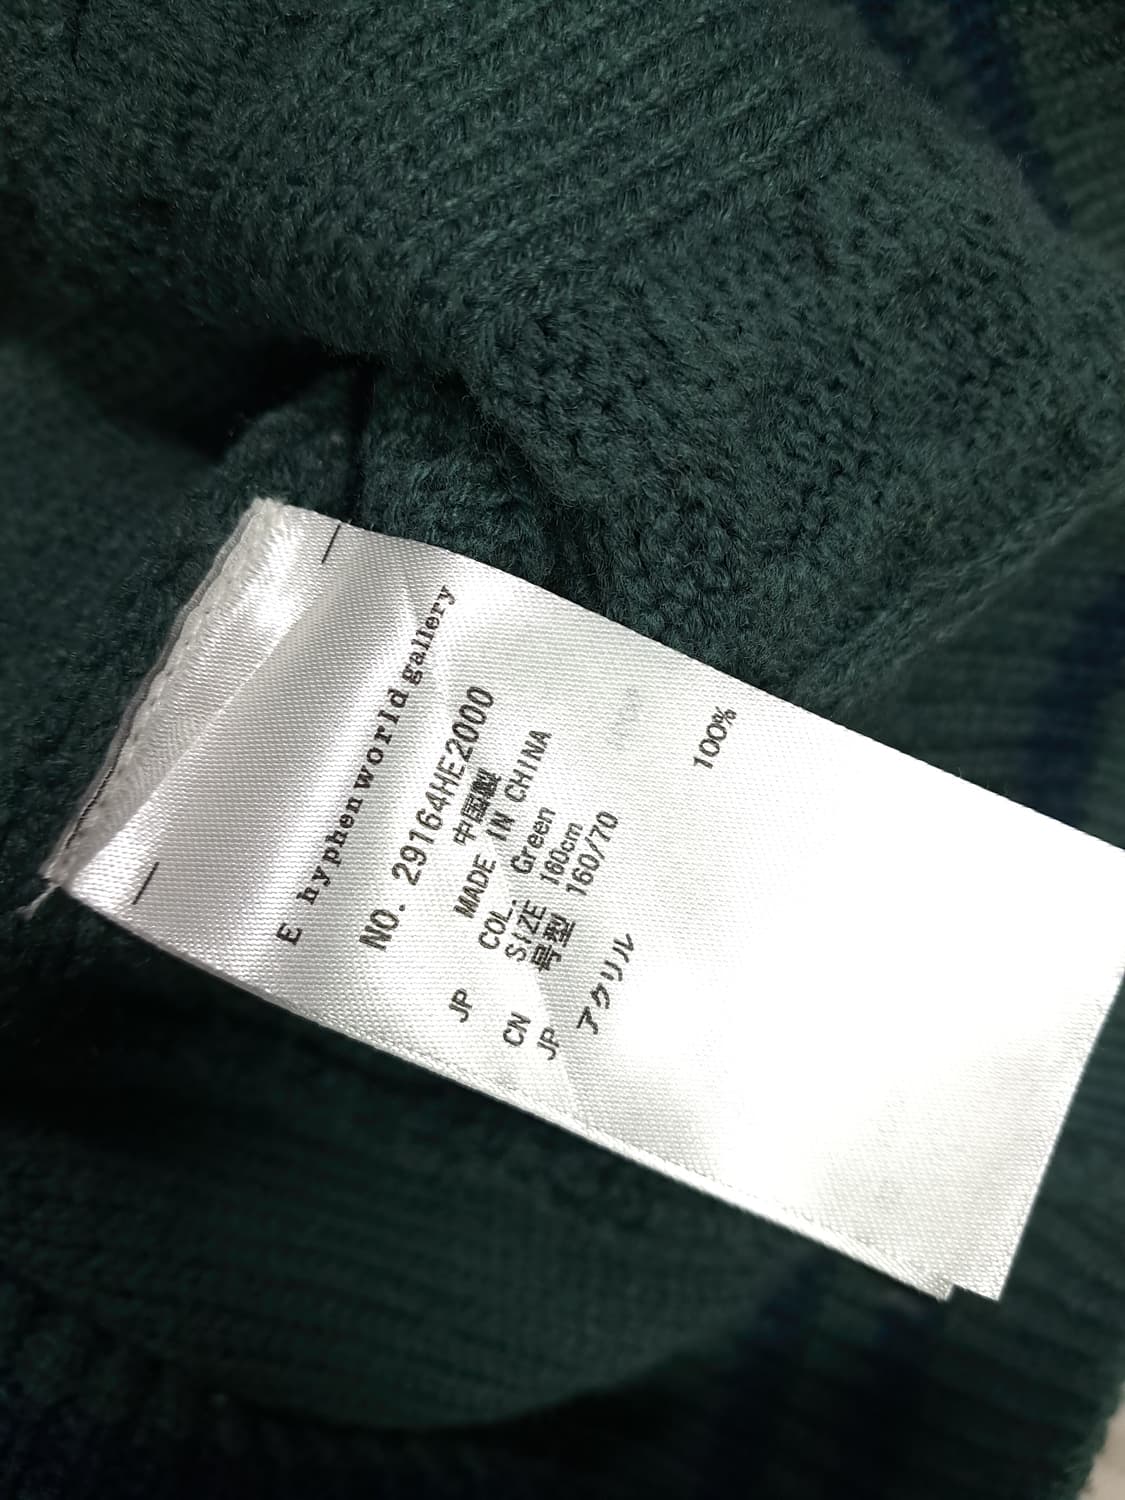 E hyphen world gallery
NO. 29164HE2000
中国製
MADE IN CHINA
COL. Green
SIZE 160cm
号型 160/70
JP
CN
JP アクリル 100%